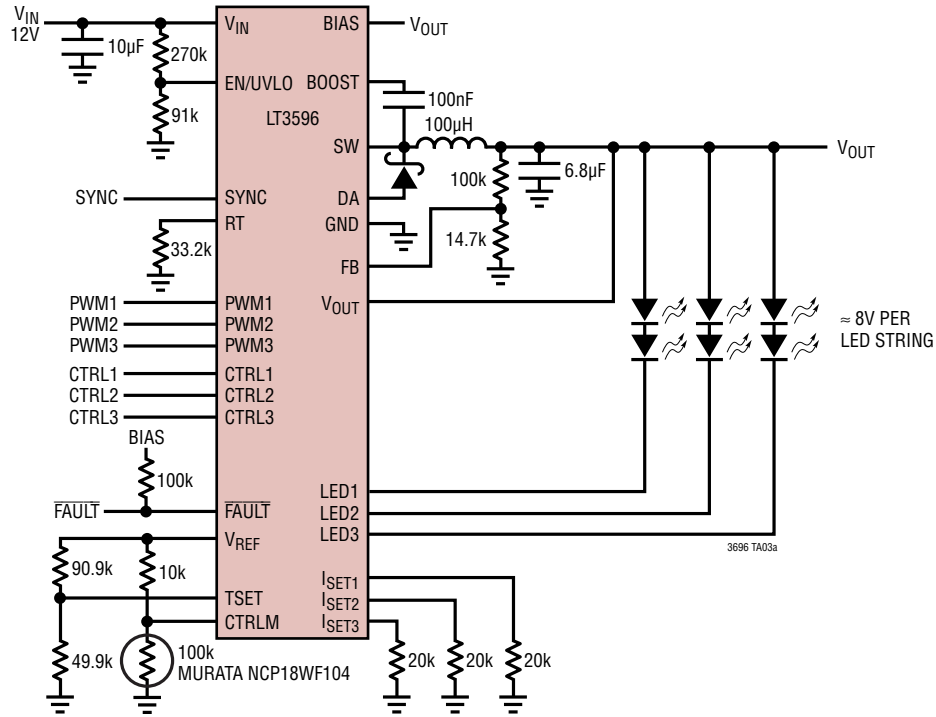 VIN
12V
10µF
270k
91k
VIN
EN/UVLO
LT3596
BIAS
VOUT
BOOST
100nF
100µH
SW
VOUT
6.8µF
100k
14.7k
DA
GND
FB
VOUT
SYNC
SYNC
RT
33.2k
PWM1
PWM1
PWM2
PWM2
PWM3
PWM3
CTRL1
CTRL1
CTRL2
CTRL2
CTRL3
CTRL3
≈ 8V PER
LED STRING
BIAS
100k
FAULT
FAULT
LED1
LED2
LED3
3696 TA03a
VREF
90.9k
10k
TSET
CTRLM
49.9k
100k
MURATA NCP18WF104
ISET1
ISET2
ISET3
20k
20k
20k